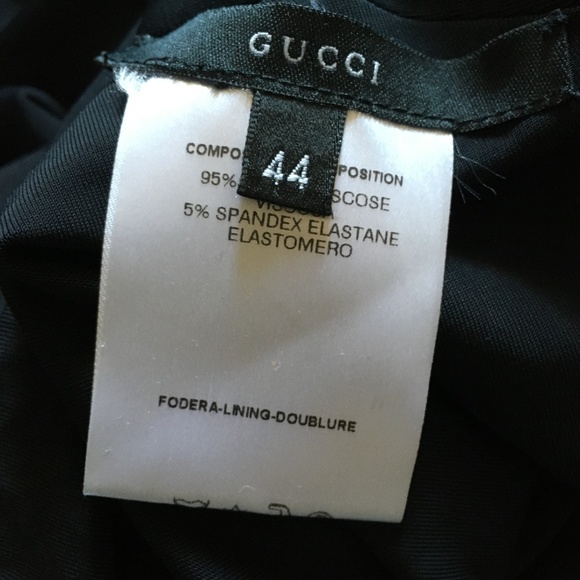 GUCCI
44
COMPO POSITION
95% SCOSE
5% SPANDEX ELASTANE
ELASTOMERO
FODERA-LINING-DOUBLURE